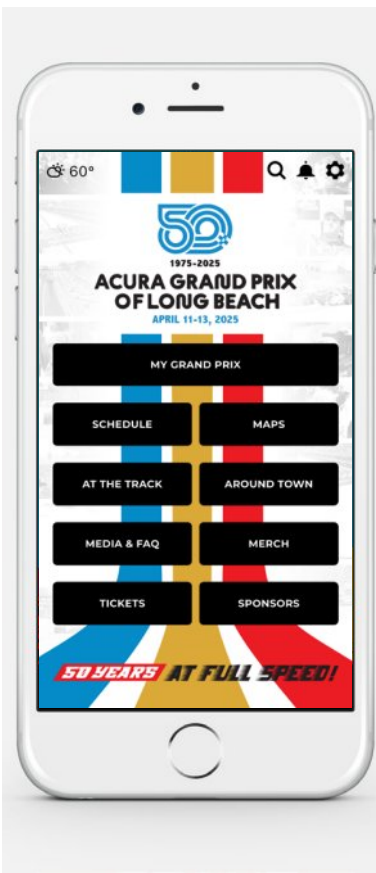 60°
50
1975-2025
ACURA GRAND PRIX
OF LONG BEACH
APRIL 11-13, 2025
MY GRAND PRIX
SCHEDULE
MAPS
AT THE TRACK
AROUND TOWN
MEDIA & FAQ
MERCH
TICKETS
SPONSORS
50 YEARS AT FULL SPEED!